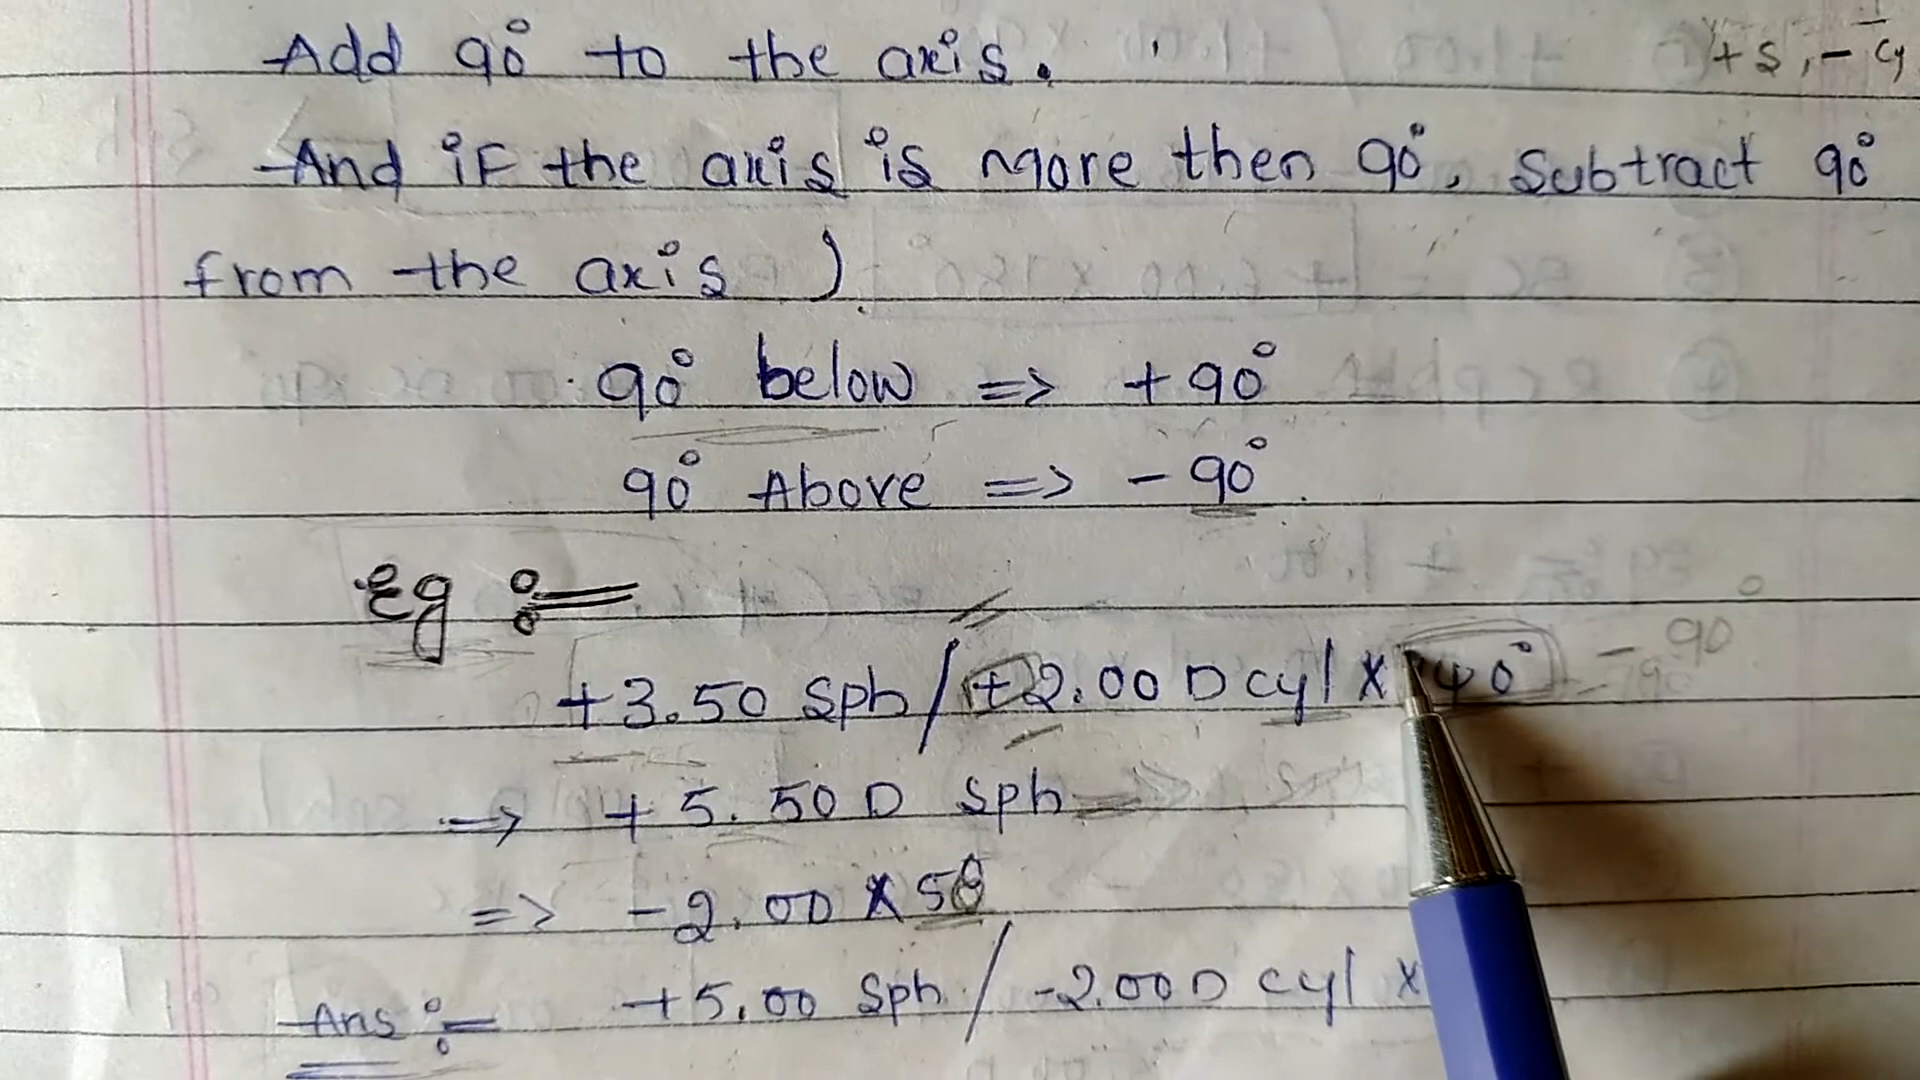 + S, - Cy
Add 90° to the axis.
And if the axis is more then 90°, subtract 90°
from the axis )
90° below => + 90°
90° Above => - 90°
Eg :=
+3.50 Sph / +2.00 D cyl × 40° - 90°
→ + 5.50 D Sph
=> - 2.00 × 50
Ans := +5.00 Sph / -2.00 D cyl ×